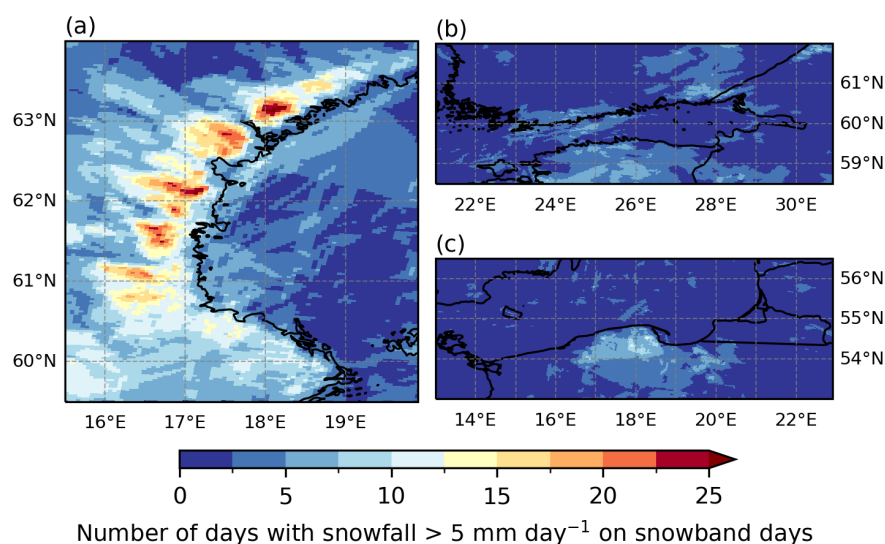 (a)
63°N
62°N
61°N
60°N
16°E 17°E 18°E 19°E
(b)
61°N
60°N
59°N
22°E 24°E 26°E 28°E 30°E
(c)
56°N
55°N
54°N
14°E 16°E 18°E 20°E 22°E
0 5 10 15 20 25
Number of days with snowfall > 5 mm day⁻¹ on snowband days